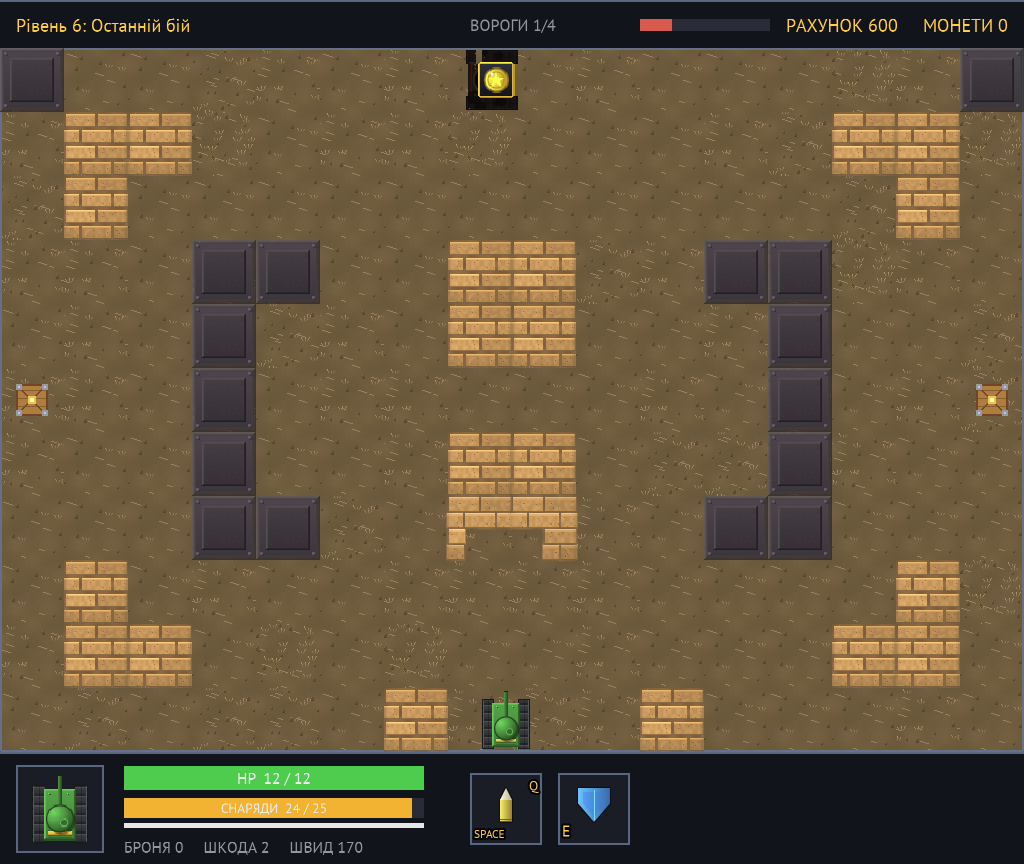 Рівень 6: Останній бій
ВОРОГИ 1/4
РАХУНОК 600
МОНЕТИ 0
HP 12 / 12
СНАРЯДИ 24 / 25
БРОНЯ 0 ШКОДА 2 ШВИД 170
Q
SPACE
E